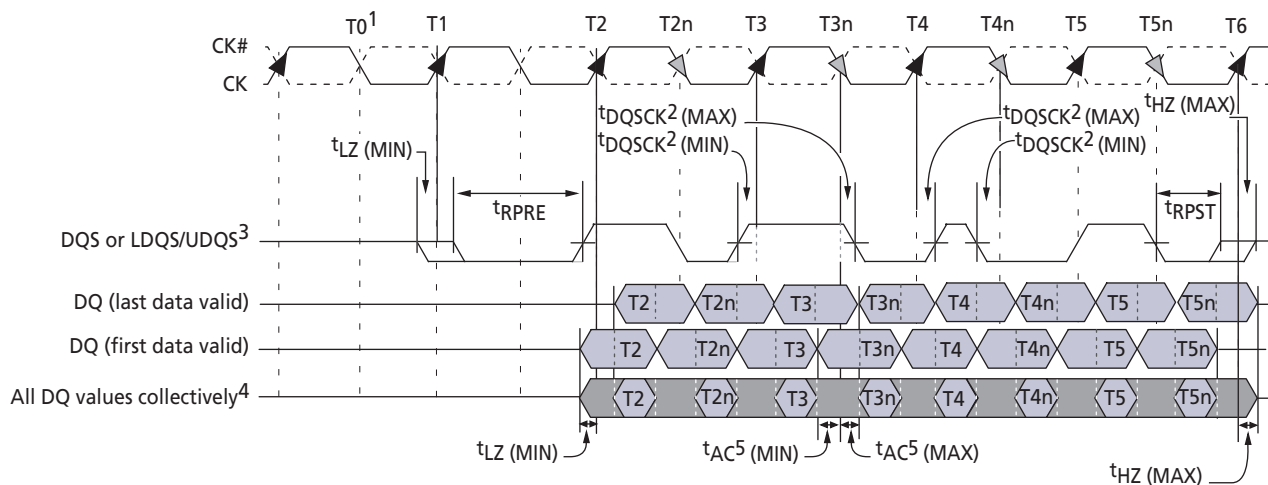 T0¹ T1 T2 T2n T3 T3n T4 T4n T5 T5n T6
CK#
CK
tHZ (MAX)
tDQSCK² (MAX) tDQSCK² (MAX)
tDQSCK² (MIN) tDQSCK² (MIN)
tLZ (MIN)
tRPRE tRPST
DQS or LDQS/UDQS³
DQ (last data valid) T2 T2n T3 T3n T4 T4n T5 T5n
DQ (first data valid) T2 T2n T3 T3n T4 T4n T5 T5n
All DQ values collectively⁴ T2 T2n T3 T3n T4 T4n T5 T5n
tLZ (MIN) tAC⁵ (MIN) tAC⁵ (MAX)
tHZ (MAX)